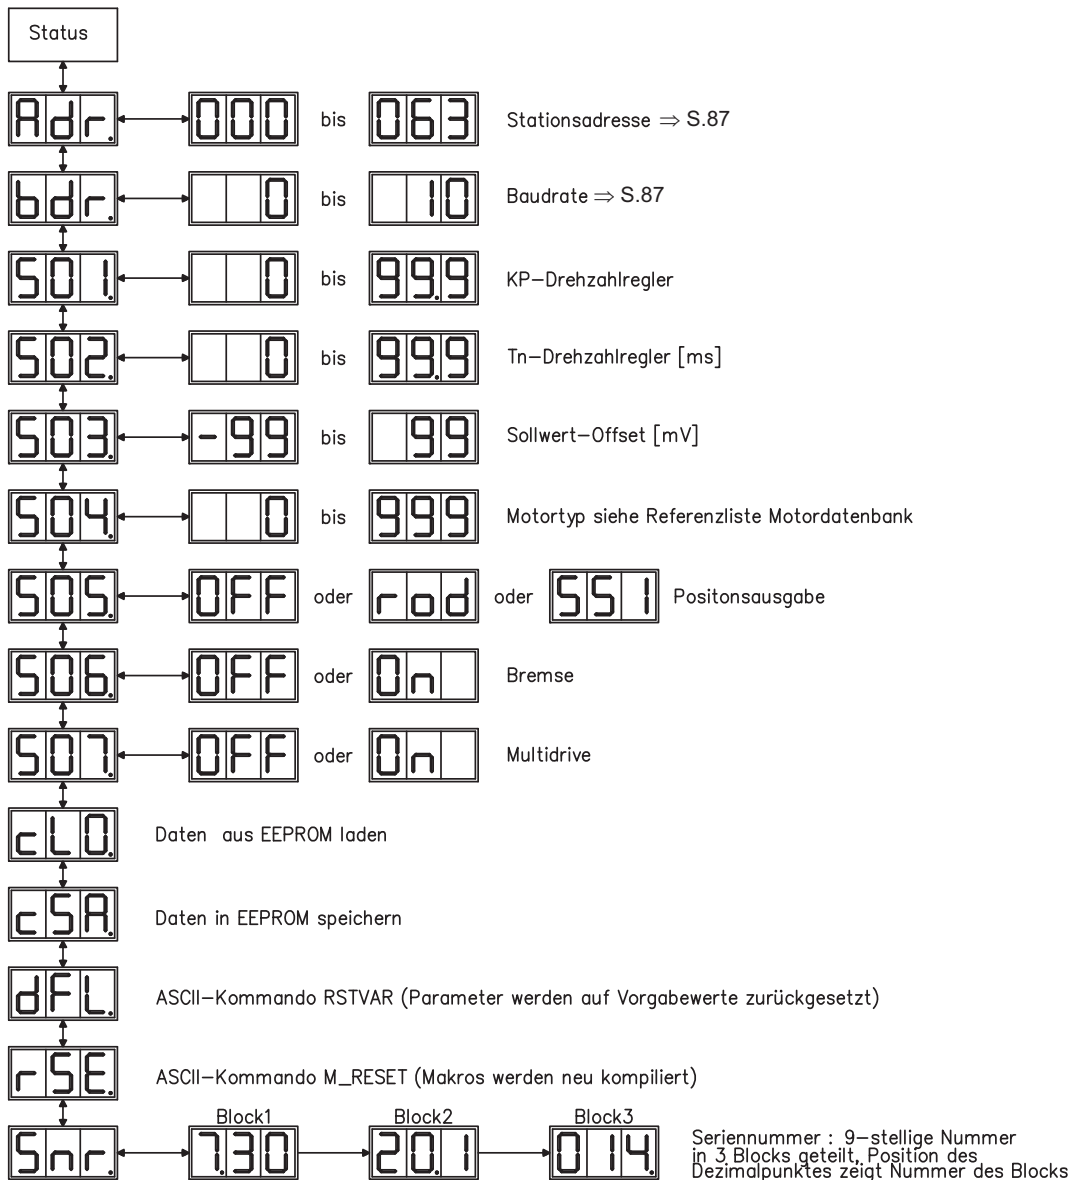 Status
Adr. 000 bis 063 Stationsadresse ⇒ S.87
bdr. 0 bis 10 Baudrate ⇒ S.87
S01. 0 bis 99.9 KP-Drehzahlregler
S02. 0 bis 99.9 Tn-Drehzahlregler [ms]
S03. -99 bis 99 Sollwert-Offset [mV]
S04. 0 bis 999 Motortyp siehe Referenzliste Motordatenbank
S05. OFF oder rod oder SSI Positonsausgabe
S06. OFF oder On Bremse
S07. OFF oder On Multidrive
cLO. Daten aus EEPROM laden
cSA. Daten in EEPROM speichern
dFL. ASCII-Kommando RSTVAR (Parameter werden auf Vorgabewerte zurückgesetzt)
rSE. ASCII-Kommando M_RESET (Makros werden neu kompiliert)
Block1 Block2 Block3
Snr. 7.30 20.1 014. Seriennummer : 9-stellige Nummer
in 3 Blocks geteilt, Position des
Dezimalpunktes zeigt Nummer des Blocks